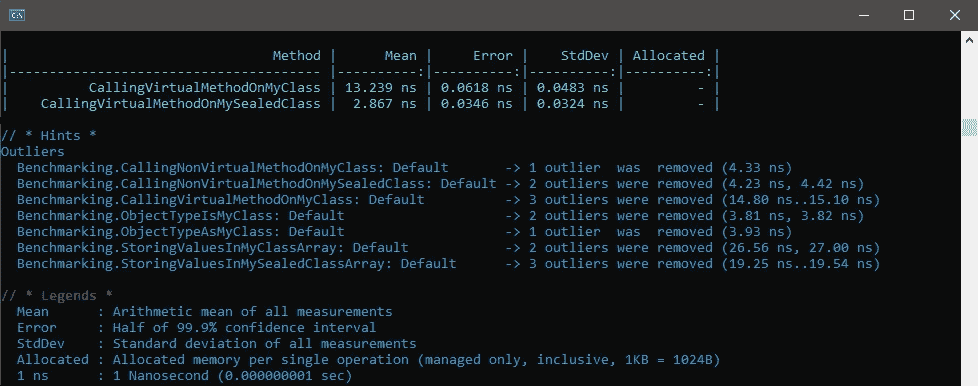 |                                Method |      Mean |     Error |    StdDev | Allocated |
|-------------------------------------- |----------:|----------:|----------:|----------:|
|          CallingVirtualMethodOnMyClass | 13.239 ns | 0.0618 ns | 0.0483 ns |         - |
|    CallingVirtualMethodOnMySealedClass |  2.867 ns | 0.0346 ns | 0.0324 ns |         - |
// * Hints *
Outliers
  Benchmarking.CallingNonVirtualMethodOnMyClass: Default       -> 1 outlier  was  removed (4.33 ns)
  Benchmarking.CallingNonVirtualMethodOnMySealedClass: Default -> 2 outliers were removed (4.23 ns, 4.42 ns)
  Benchmarking.CallingVirtualMethodOnMyClass: Default          -> 3 outliers were removed (14.80 ns..15.10 ns)
  Benchmarking.ObjectTypeIsMyClass: Default                    -> 2 outliers were removed (3.81 ns, 3.82 ns)
  Benchmarking.ObjectTypeAsMyClass: Default                    -> 1 outlier  was  removed (3.93 ns)
  Benchmarking.StoringValuesInMyClassArray: Default            -> 2 outliers were removed (26.56 ns, 27.00 ns)
  Benchmarking.StoringValuesInMySealedClassArray: Default      -> 3 outliers were removed (19.25 ns..19.54 ns)
// * Legends *
  Mean      : Arithmetic mean of all measurements
  Error     : Half of 99.9% confidence interval
  StdDev    : Standard deviation of all measurements
  Allocated : Allocated memory per single operation (managed only, inclusive, 1KB = 1024B)
  1 ns      : 1 Nanosecond (0.000000001 sec)